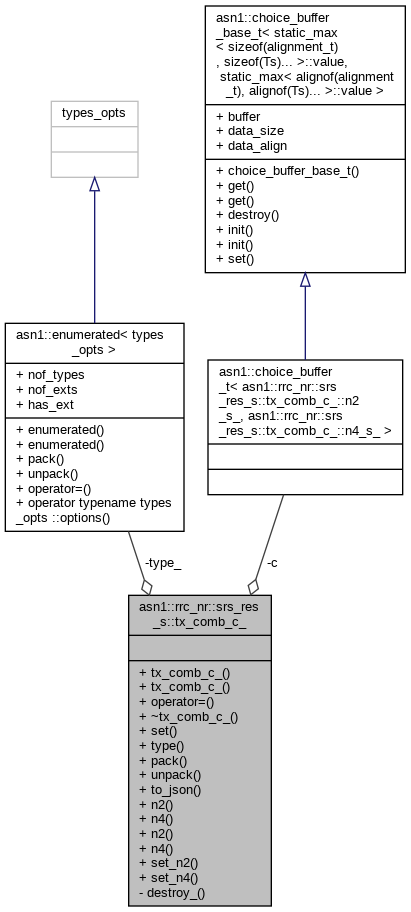 asn1::choice_buffer
_base_t< static_max
< sizeof(alignment_t)
, sizeof(Ts)... >::value,
static_max< alignof(alignment
_t), alignof(Ts)... >::value >
+ buffer
+ data_size
+ data_align
+ choice_buffer_base_t()
+ get()
+ get()
+ destroy()
+ init()
+ init()
+ set()
types_opts
asn1::enumerated< types
_opts >
+ nof_types
+ nof_exts
+ has_ext
+ enumerated()
+ enumerated()
+ pack()
+ unpack()
+ operator=()
+ operator typename types
_opts ::options()
asn1::choice_buffer
_t< asn1::rrc_nr::srs
_res_s::tx_comb_c_::n2
_s_, asn1::rrc_nr::srs
_res_s::tx_comb_c_::n4_s_ >
-type_
-c
asn1::rrc_nr::srs_res
_s::tx_comb_c_
+ tx_comb_c_()
+ tx_comb_c_()
+ operator=()
+ ~tx_comb_c_()
+ set()
+ type()
+ pack()
+ unpack()
+ to_json()
+ n2()
+ n4()
+ n2()
+ n4()
+ set_n2()
+ set_n4()
- destroy_()